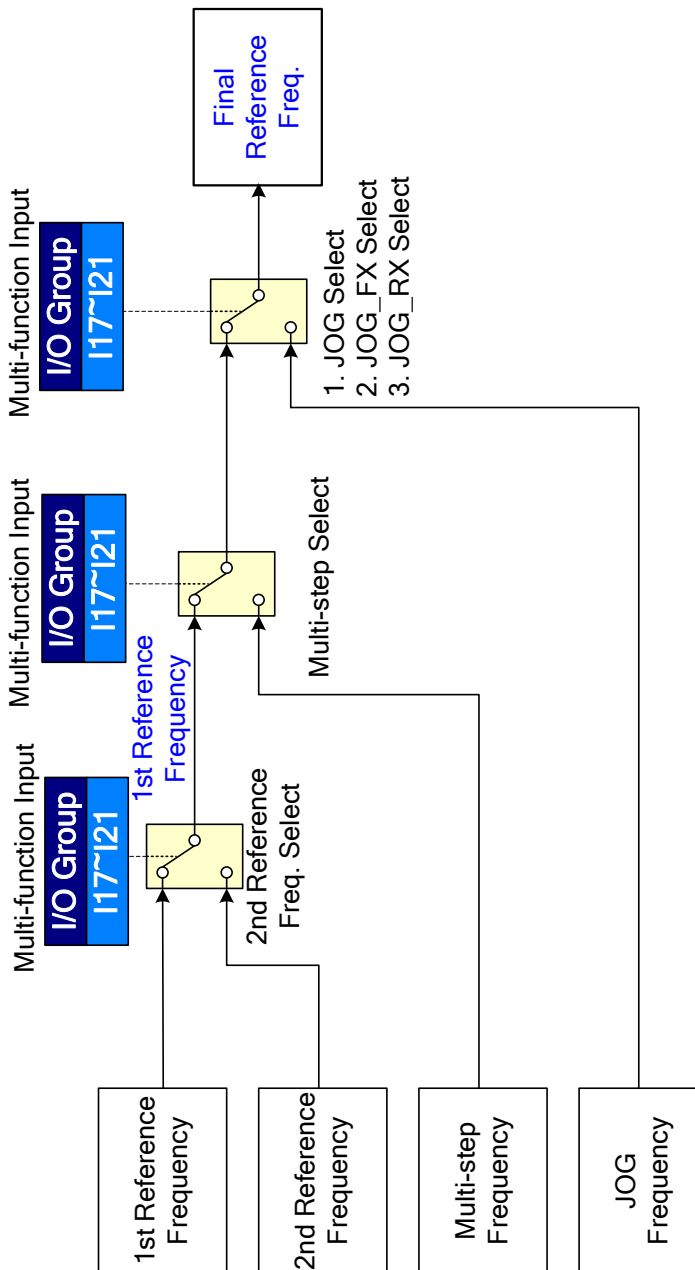 Multi-function Input
I/O Group
I17~I21
Multi-function Input
I/O Group
I17~I21
Multi-function Input
I/O Group
I17~I21
1st Reference
Frequency
2nd Reference
Frequency
Multi-step
Frequency
JOG
Frequency
2nd Reference
Freq. Select
1st Reference
Frequency
Multi-step Select
1. JOG Select
2. JOG_FX Select
3. JOG_RX Select
Final
Reference
Freq.